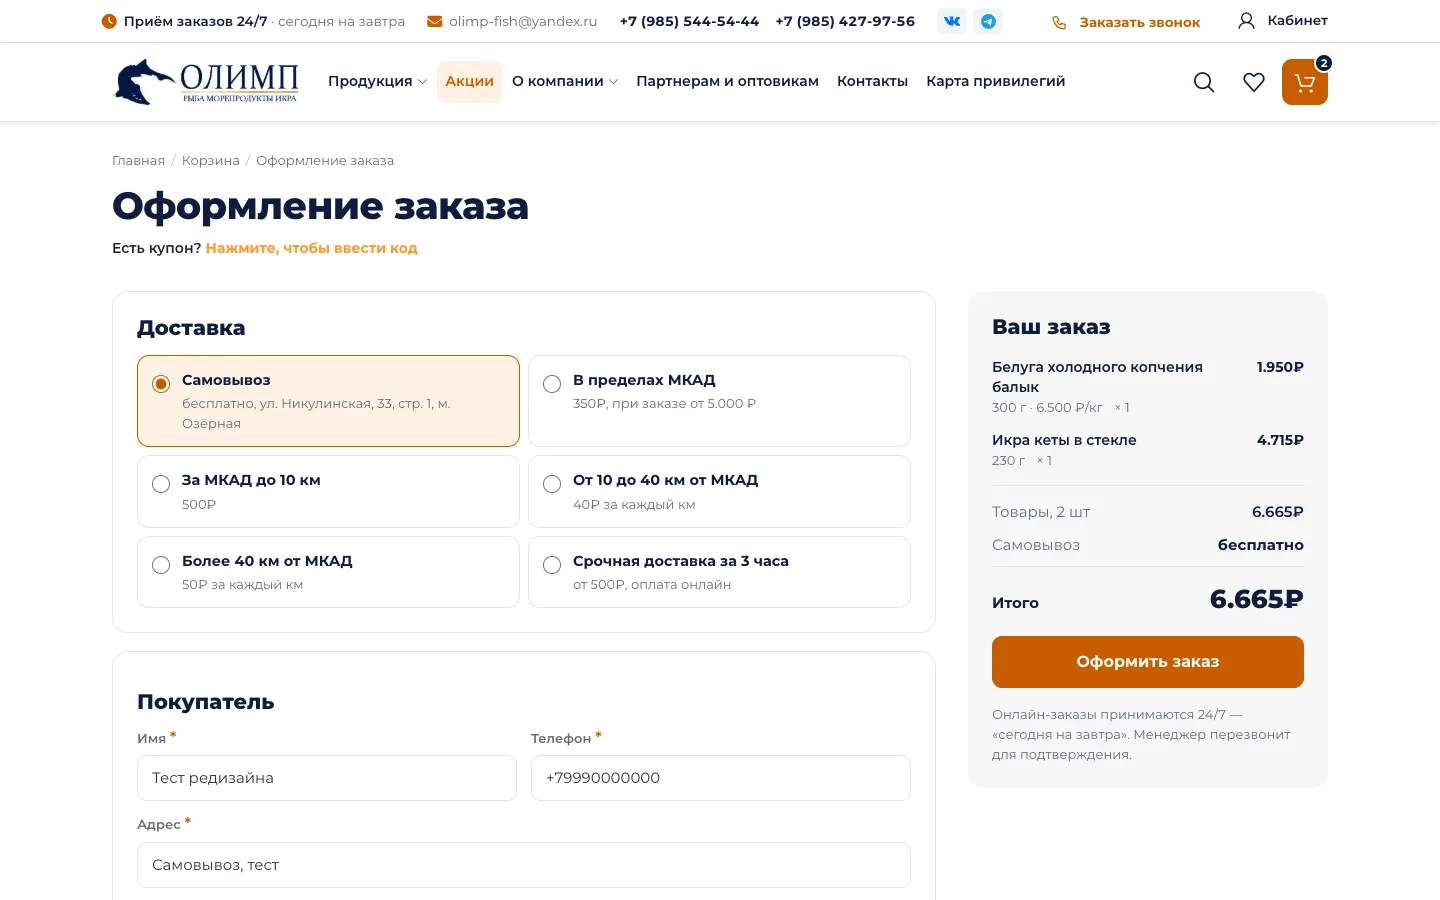 Приём заказов 24/7 · сегодня на завтра
olimp-fish@yandex.ru
+7 (985) 544-54-44
+7 (985) 427-97-56
Заказать звонок
Кабинет
ОЛИМП
РЫБА МОРЕПРОДУКТ�ы ИКРА
Продукция
Акции
О компании
Партнерам и оптовикам
Контакты
Карта привилегий
2
Главная / Корзина / Оформление заказа
Оформление заказа
Есть купон? Нажмите, чтобы ввести код
Доставка
Самовывоз
бесплатно, ул. Никулинская, 33, стр. 1, м.
Озёрная
В пределах МКАД
350₽, при заказе от 5.000 ₽
За МКАД до 10 км
500₽
От 10 до 40 км от МКАД
40₽ за каждый км
Более 40 км от МКАД
50₽ за каждый км
Срочная доставка за 3 часа
от 500₽, оплата онлайн
Покупатель
Имя *
Тест редизайна
Телефон *
+79990000000
Адрес *
Самовывоз, тест
Ваш заказ
Белуга холодного копчения
балык
1.950₽
300 г · 6.500 ₽/кг × 1
Икра кеты в стекле
4.715₽
230 г × 1
Товары, 2 шт
6.665₽
Самовывоз
бесплатно
Итого
6.665₽
Оформить заказ
Онлайн-заказы принимаются 24/7 —
«сегодня на завтра». Менеджер перезвонит
для подтверждения.